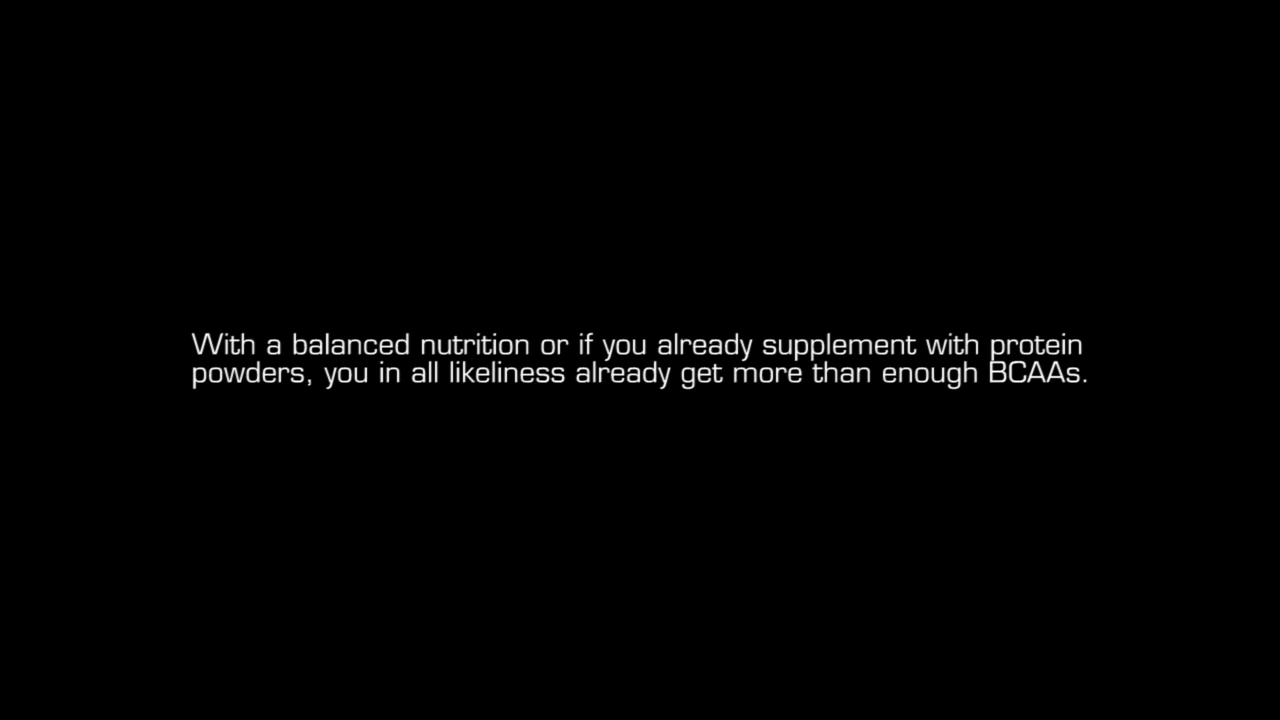 With a balanced nutrition or if you already supplement with protein
powders, you in all likeliness already get more than enough BCAAs.